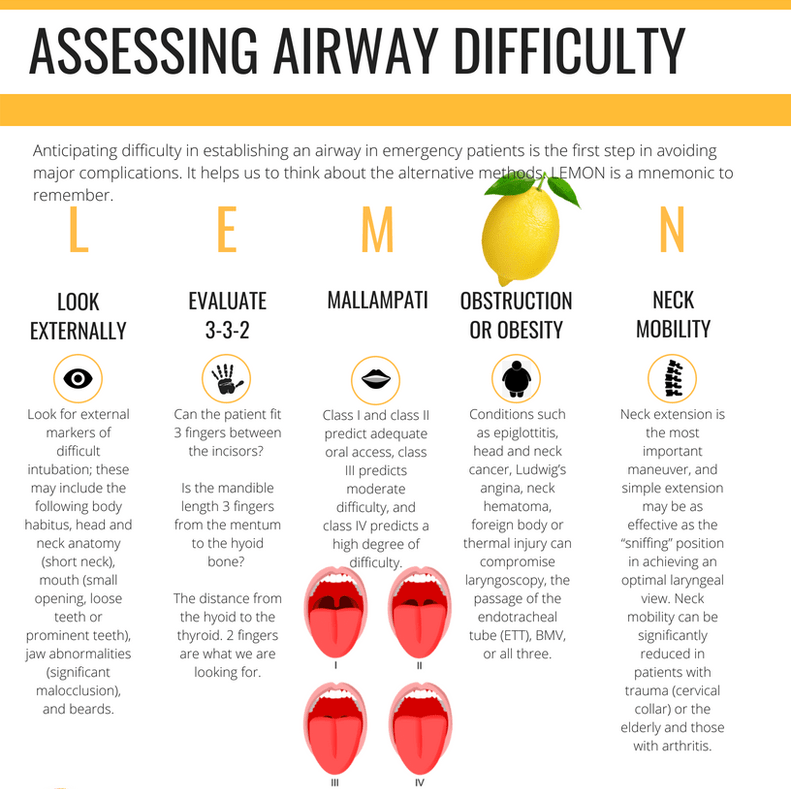 ASSESSING AIRWAY DIFFICULTY
Anticipating difficulty in establishing an airway in emergency patients is the first step in avoiding
major complications. It helps us to think about the alternative methods. LEMON is a mnemonic to
remember.
L
LOOK
EXTERNALLY
Look for external
markers of
difficult
intubation; these
may include the
following body
habitus, head and
neck anatomy
(short neck),
mouth (small
opening, loose
teeth or
prominent teeth),
jaw abnormalities
(significant
malocclusion),
and beards.
E
EVALUATE
3-3-2
Can the patient fit
3 fingers between
the incisors?
Is the mandible
length 3 fingers
from the mentum
to the hyoid
bone?
The distance from
the hyoid to the
thyroid. 2 fingers
are what we are
looking for.
M
MALLAMPATI
Class I and class II
predict adequate
oral access, class
III predicts
moderate
difficulty, and
class IV predicts a
high degree of
difficulty.
I
II
III
IV
OBSTRUCTION
OR OBESITY
Conditions such
as epiglottitis,
head and neck
cancer, Ludwig’s
angina, neck
hematoma,
foreign body or
thermal injury can
compromise
laryngoscopy, the
passage of the
endotracheal
tube (ETT), BMV,
or all three.
N
NECK
MOBILITY
Neck extension is
the most
important
maneuver, and
simple extension
may be as
effective as the
“sniffing” position
in achieving an
optimal laryngeal
view. Neck
mobility can be
significantly
reduced in
patients with
trauma (cervical
collar) or the
elderly and those
with arthritis.